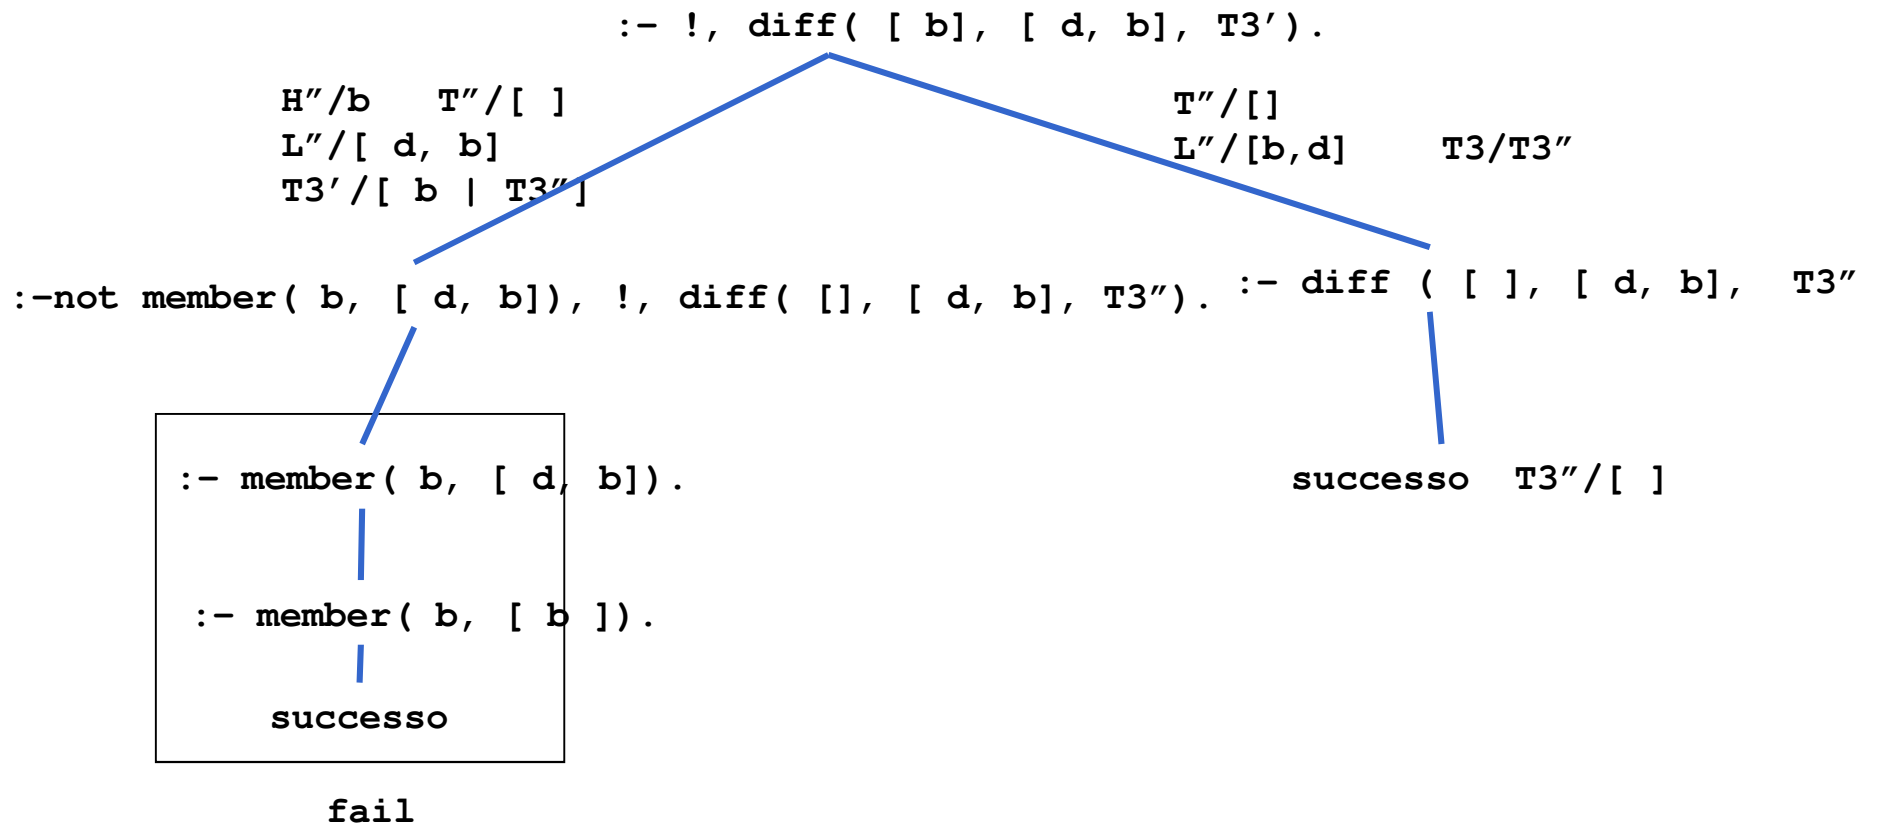 :- !, diff( [ b], [ d, b], T3′).
H″/b T″/[ ]
L″/[ d, b]
T3′/[ b | T3″]
T″/[]
L″/[b,d] T3/T3″
:-not member( b, [ d, b]), !, diff( [], [ d, b], T3″).
:- diff ( [ ], [ d, b], T3″
:- member( b, [ d, b]).
:- member( b, [ b ]).
successo
fail
successo T3″/[ ]